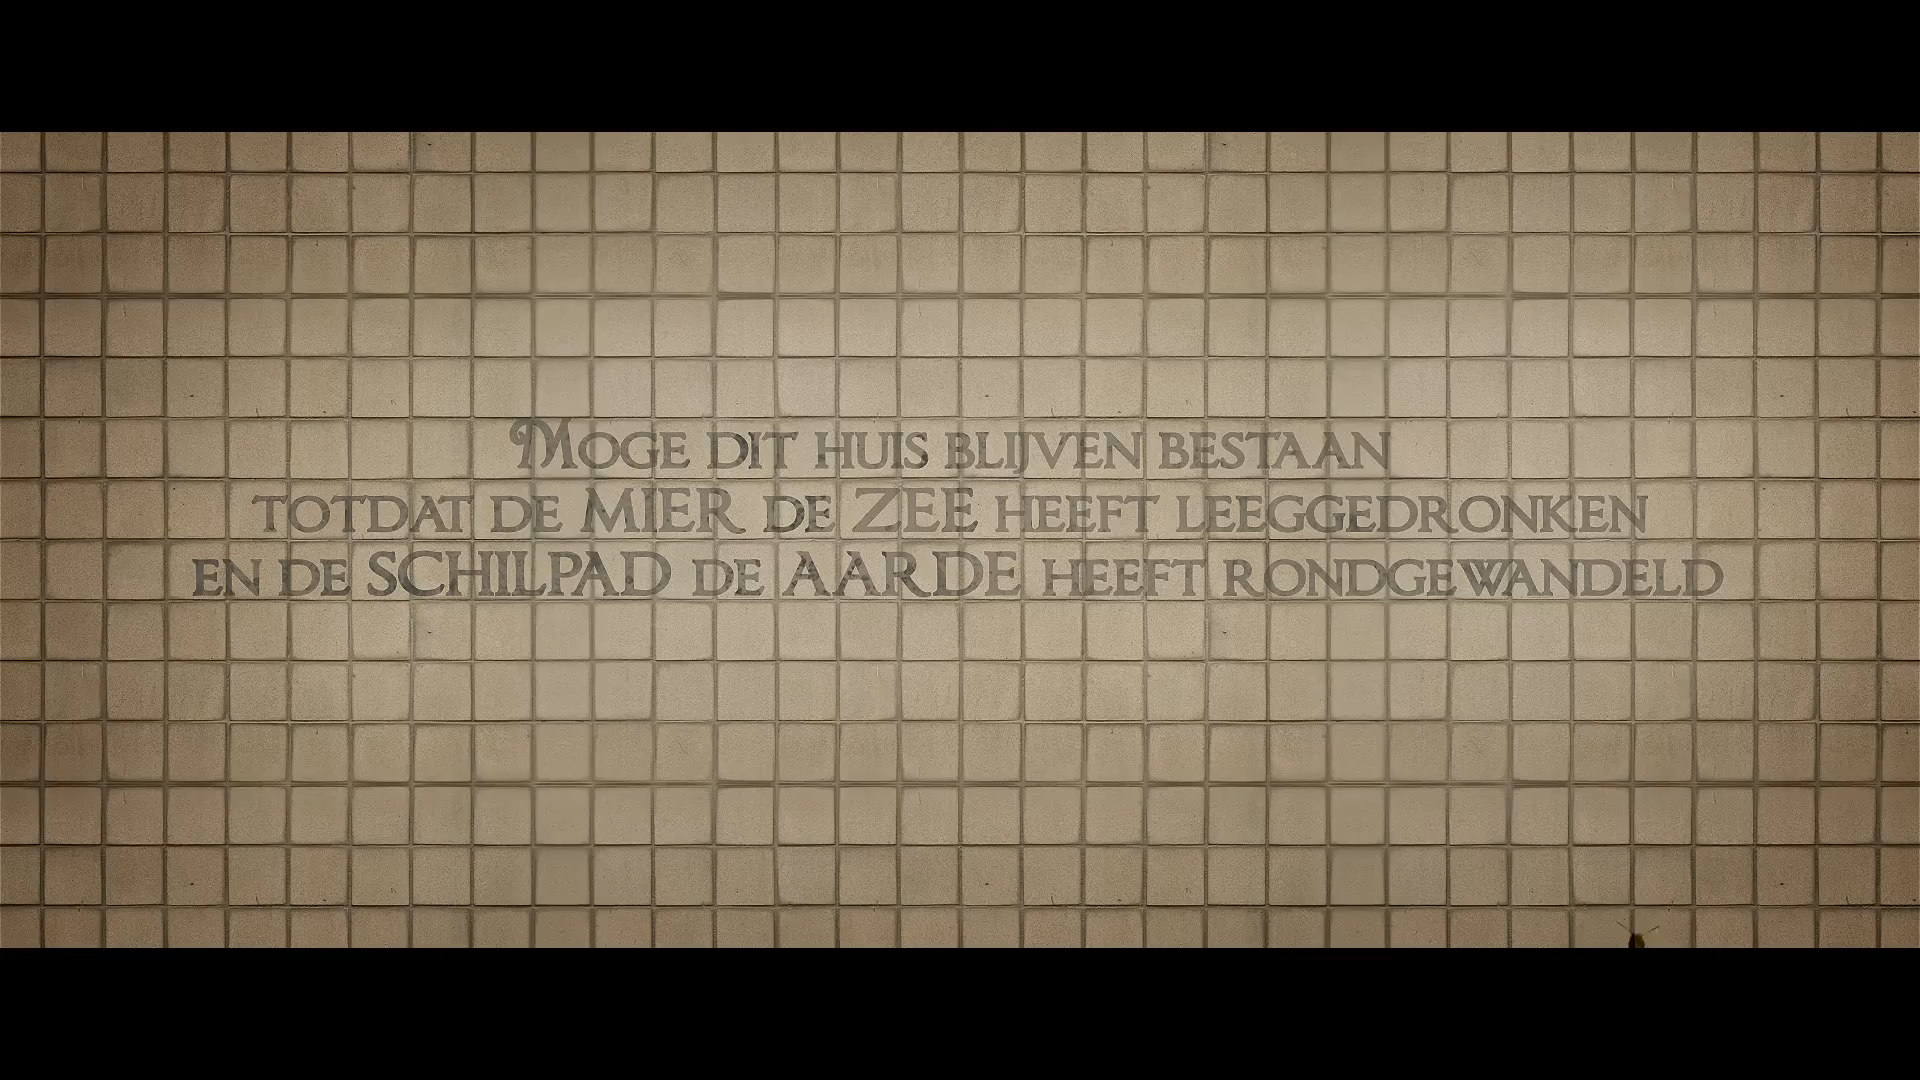 Moge dit huis blijven bestaan
totdat de MIER de ZEE heeft leeggedronken
en de SCHILPAD de AARDE heeft rondgewandeld